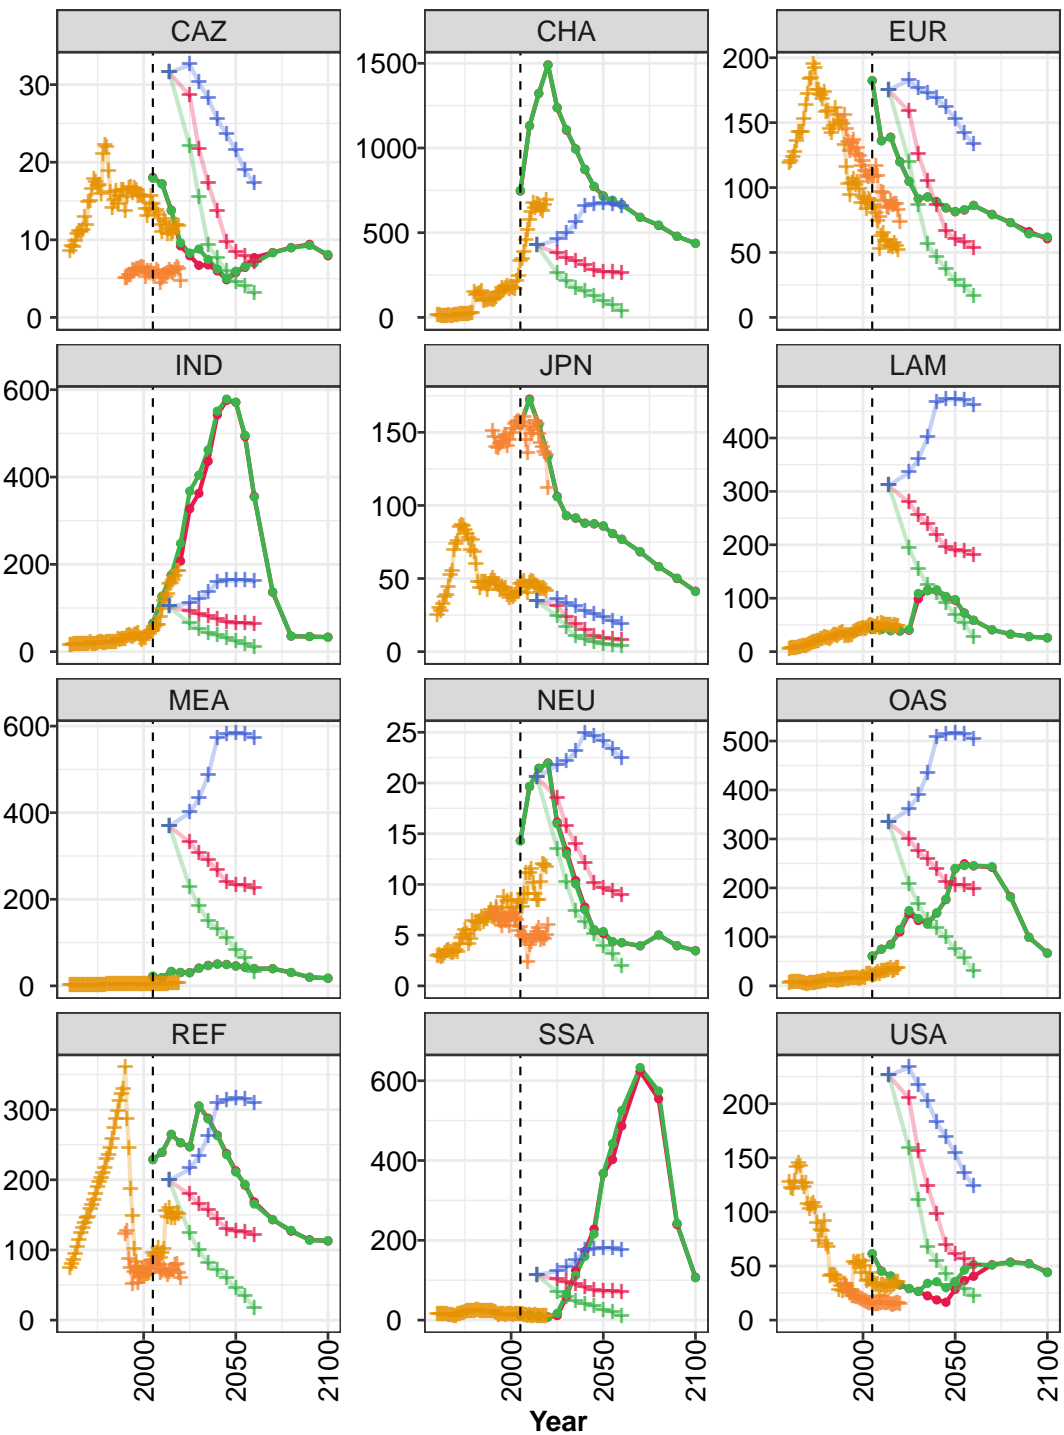 CAZ CHA EUR
30 1500 200
20 1000 150
10 500 100
0 0 50
0
IND JPN LAM
600 150 400
400 100 300
200 50 200
0 0 100
0
MEA NEU OAS
600 25 500
400 20 400
200 15 300
0 10 200
5 100
0 0
REF SSA USA
300 600 200
200 400 150
100 200 100
0 0 50
0
2000 2050 2100 2000 2050 2100 2000 2050 2100
Year